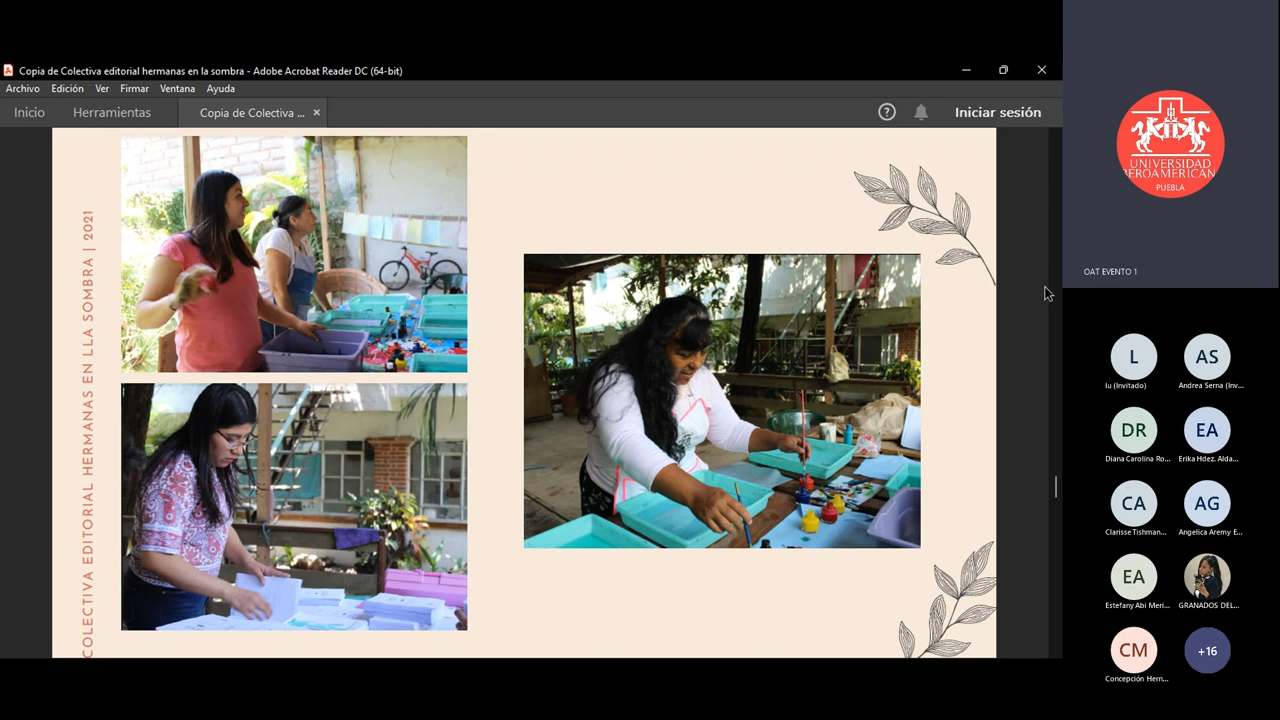 Copia de Colectiva editorial hermanas en la sombra - Adobe Acrobat Reader DC (64-bit)
Archivo Edición Ver Firmar Ventana Ayuda
Inicio Herramientas Copia de Colectiva ... × ? Iniciar sesión
COLECTIVA EDITORIAL HERMANAS EN LLA SOMBRA | 2021
UNIVERSIDAD
BEROAMERICAN
PUEBLA
OAT EVENTO 1
L AS
lu (Invitado) Andrea Serna (Inv...
DR EA
Diana Carolina Ro... Erika Hdez. Alda...
CA AG
Clarisse Tishman... Angelica Aremy E...
EA
Estefany Abi Meri... GRANADOS DEL...
CM +16
Concepción Hern...